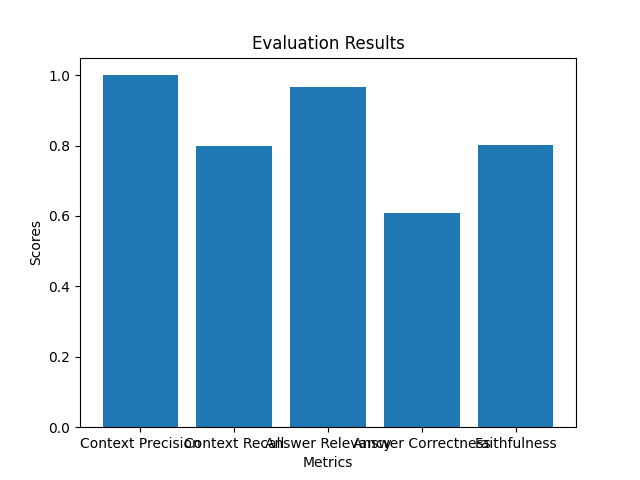 Evaluation Results
Scores
1.0
0.8
0.6
0.4
0.2
0.0
Context Precision Context Recall Answer Relevancy Answer Correctness Faithfulness
Metrics